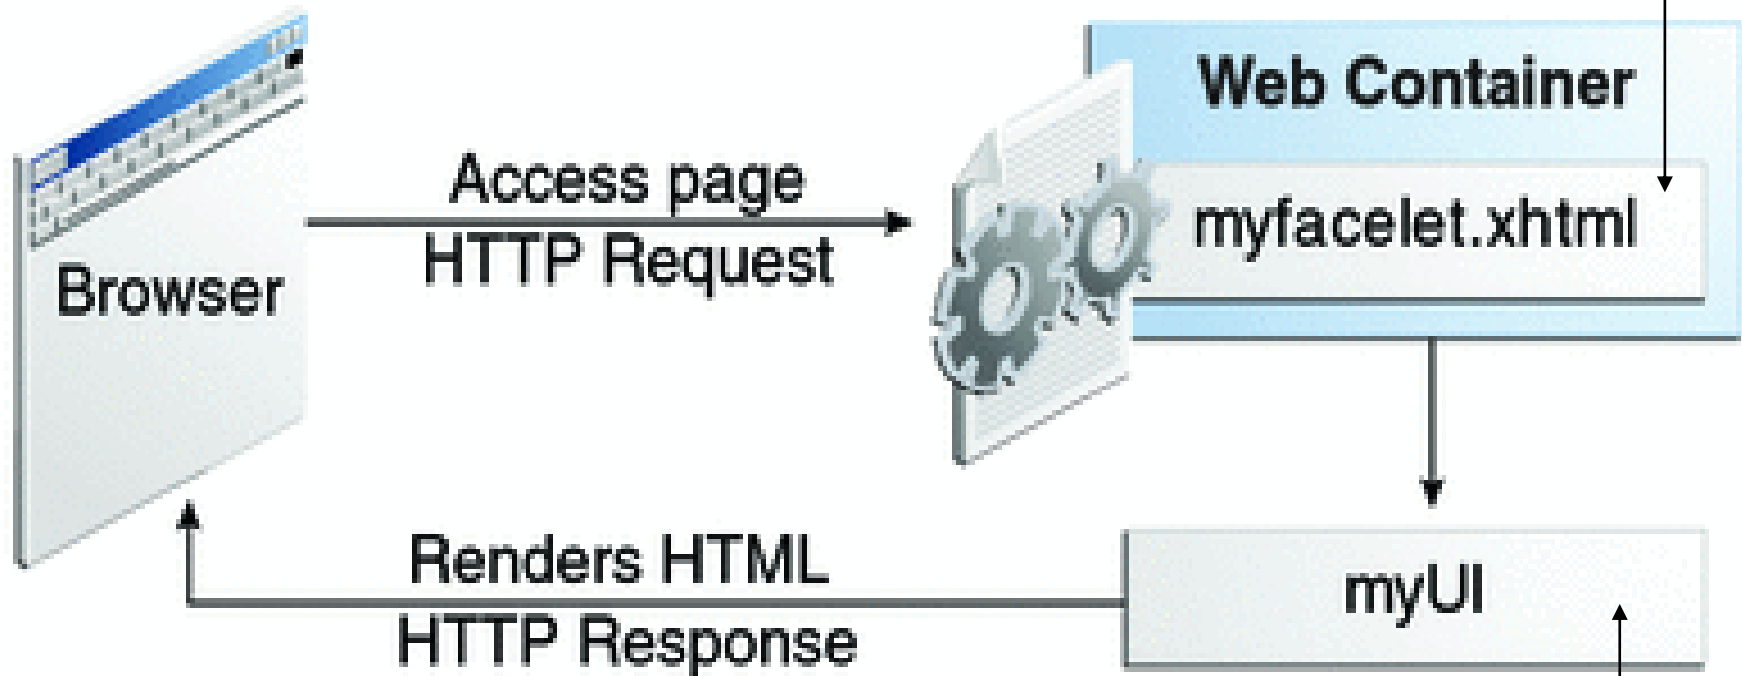 Web Container
Access page
myfacelet.xhtml
HTTP Request
Browser
Renders HTML
myUI
HTTP Response